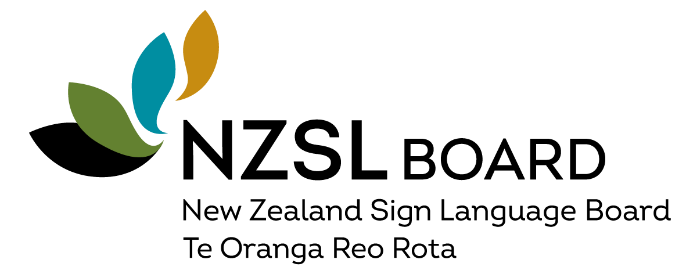 NZSL BOARD
New Zealand Sign Language Board
Te Oranga Reo Rota